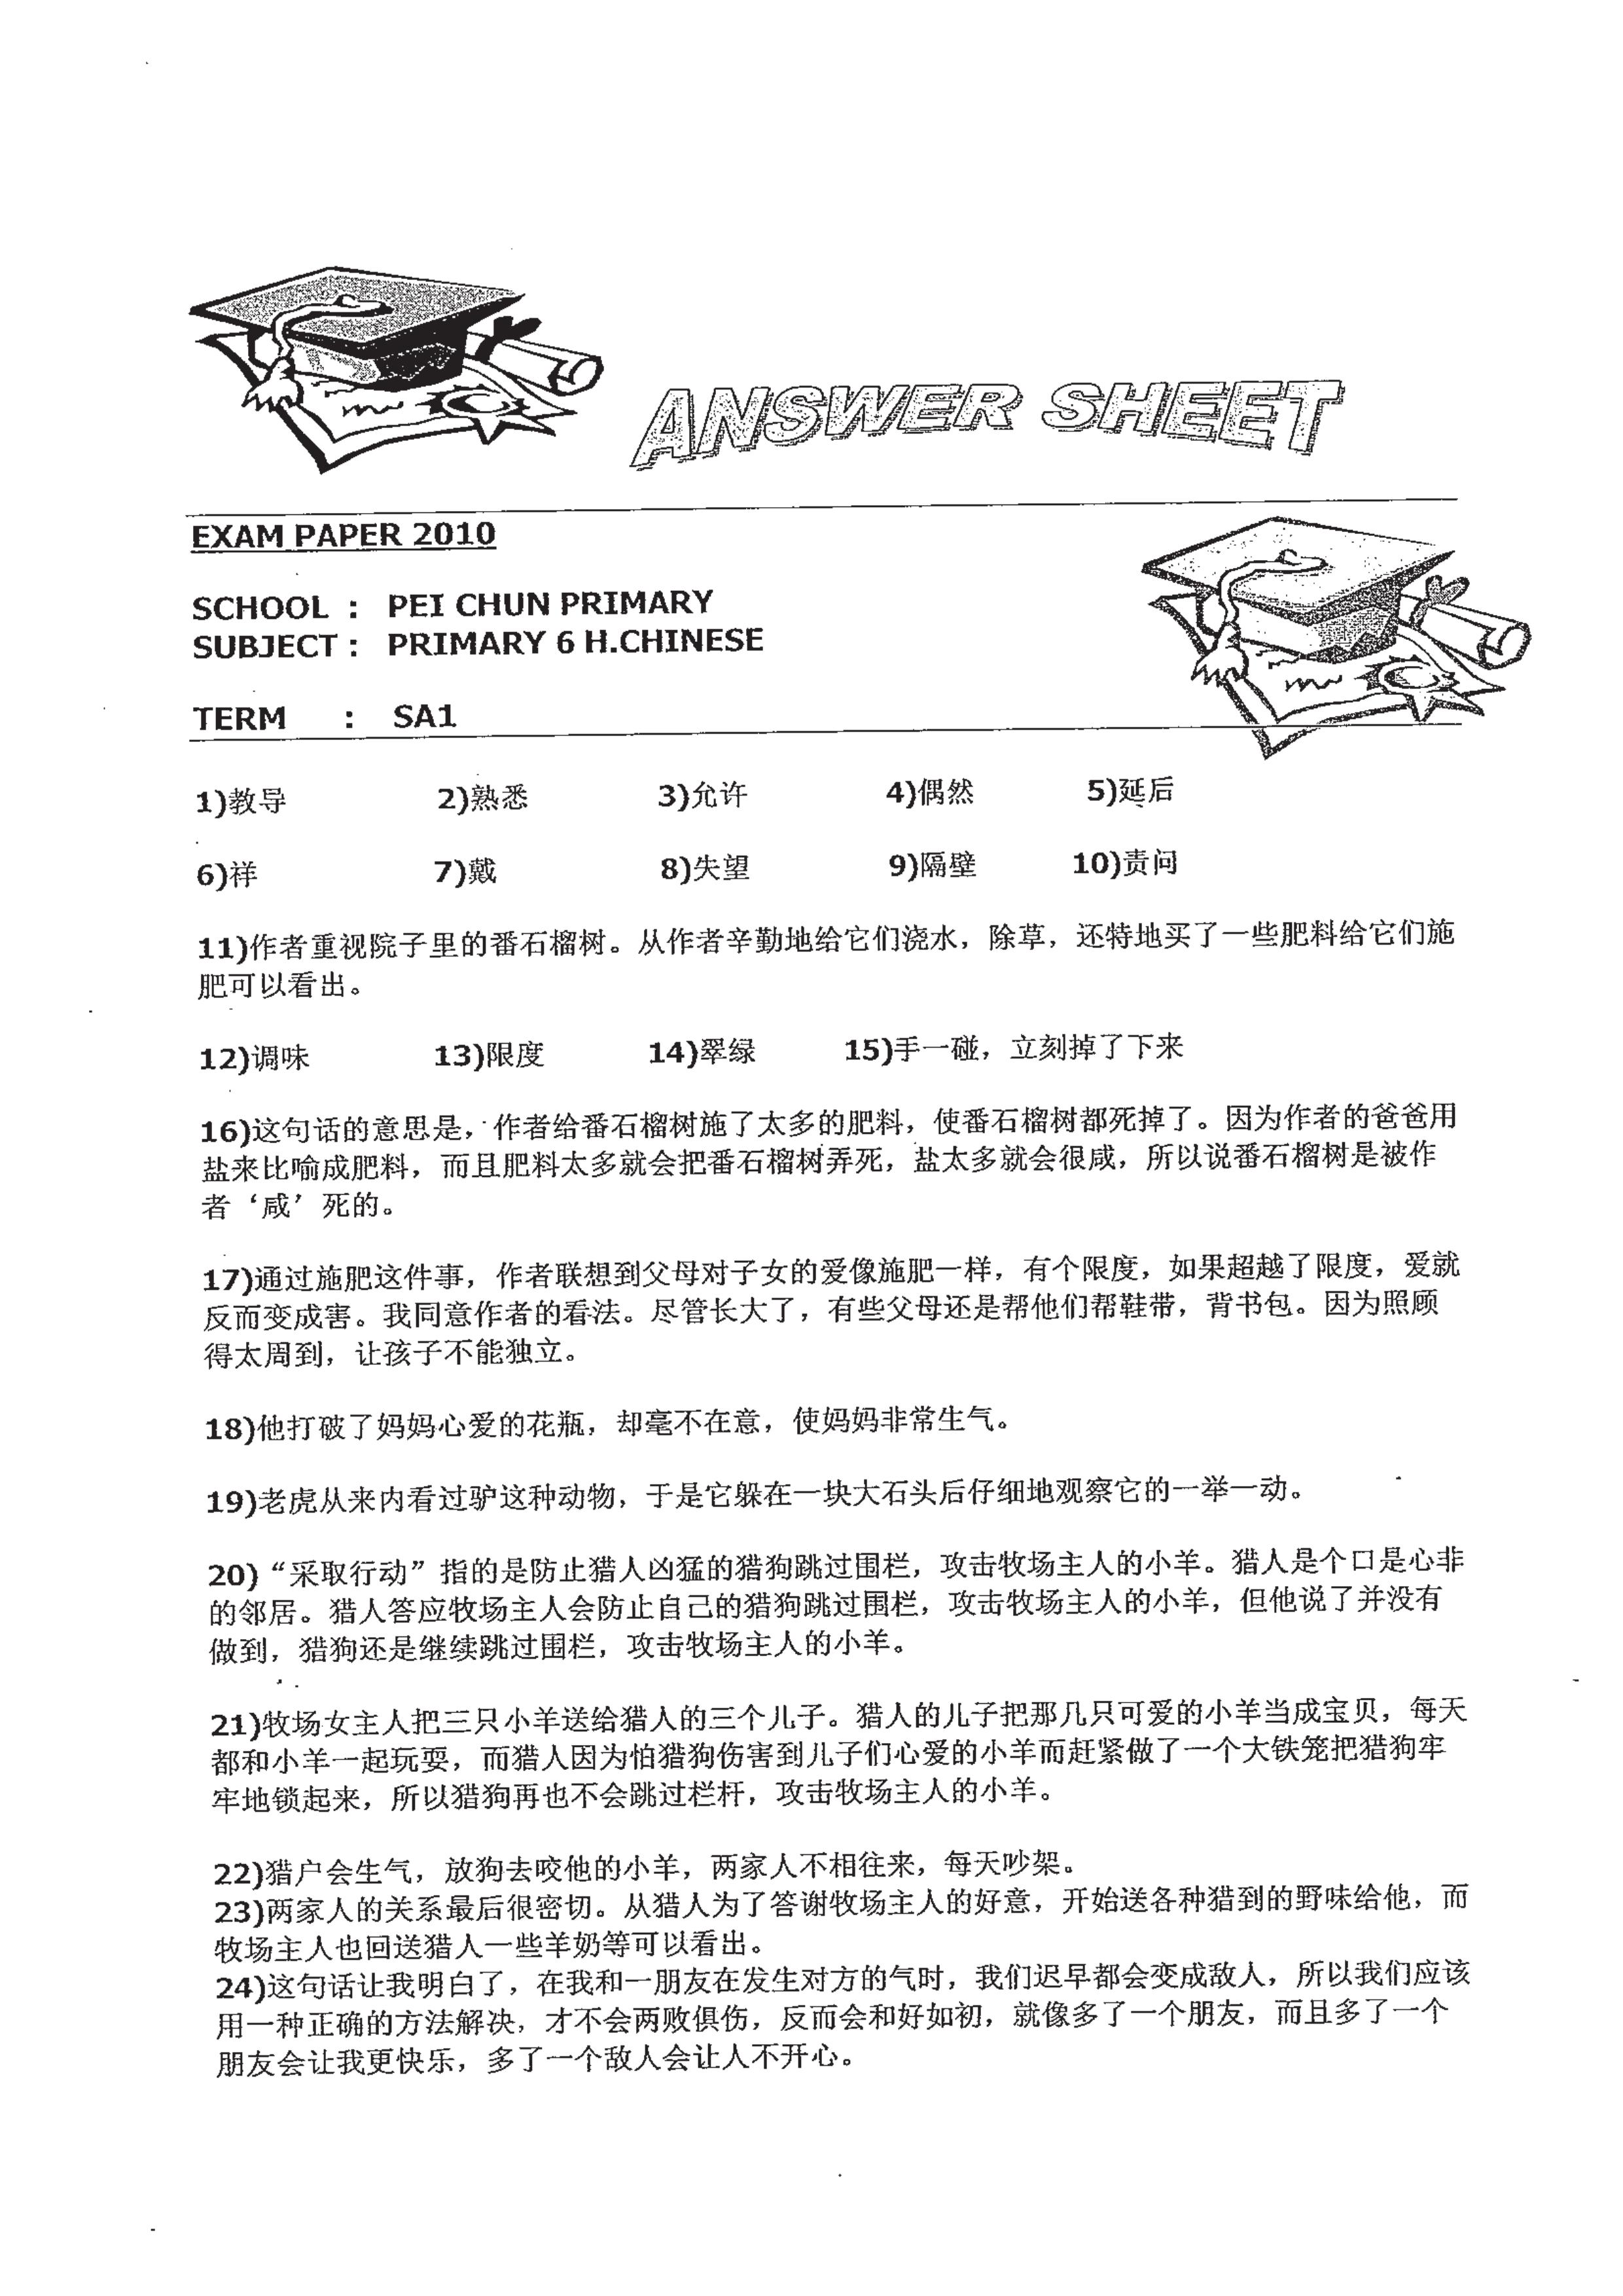 ANSWER SHEET
EXAM PAPER 2010
SCHOOL : PEI CHUN PRIMARY
SUBJECT : PRIMARY 6 H.CHINESE
TERM : SA1
1)教导 2)熟悉 3)允许 4)偶然 5)延后
6)祥 7)戴 8)失望 9)隔壁 10)责问
11)作者重视院子里的番石榴树。从作者辛勤地给它们浇水，除草，还特地买了一些肥料给它们施
肥可以看出。
12)调味 13)限度 14)翠绿 15)手一碰，立刻掉了下来
16)这句话的意思是，作者给番石榴树施了太多的肥料，使番石榴树都死掉了。因为作者的爸爸用
盐来比喻成肥料，而且肥料太多就会把番石榴树弄死，盐太多就会很咸，所以说番石榴树是被作
者‘咸’死的。
17)通过施肥这件事，作者联想到父母对子女的爱像施肥一样，有个限度，如果超越了限度，爱就
反而变成害。我同意作者的看法。尽管长大了，有些父母还是帮他们帮鞋带，背书包。因为照顾
得太周到，让孩子不能独立。
18)他打破了妈妈心爱的花瓶，却毫不在意，使妈妈非常生气。
19)老虎从来内看过驴这种动物，于是它躲在一块大石头后仔细地观察它的一举一动。
20)“采取行动”指的是防止猎人凶猛的猎狗跳过围栏，攻击牧场主人的小羊。猎人是个口是心非
的邻居。猎人答应牧场主人会防止自己的猎狗跳过围栏，攻击牧场主人的小羊，但他说了并没有
做到，猎狗还是继续跳过围栏，攻击牧场主人的小羊。
21)牧场女主人把三只小羊送给猎人的三个儿子。猎人的儿子把那几只可爱的小羊当成宝贝，每天
都和小羊一起玩耍，而猎人因为怕猎狗伤害到儿子们心爱的小羊而赶紧做了一个大铁笼把猎狗牢
牢地锁起来，所以猎狗再也不会跳过栏杆，攻击牧场主人的小羊。
22)猎户会生气，放狗去咬他的小羊，两家人不相往来，每天吵架。
23)两家人的关系最后很密切。从猎人为了答谢牧场主人的好意，开始送各种猎到的野味给他，而
牧场主人也回送猎人一些羊奶等可以看出。
24)这句话让我明白了，在我和一朋友在发生对方的气时，我们迟早都会变成敌人，所以我们应该
用一种正确的方法解决，才不会两败俱伤，反而会和好如初，就像多了一个朋友，而且多了一个
朋友会让我更快乐，多了一个敌人会让人不开心。